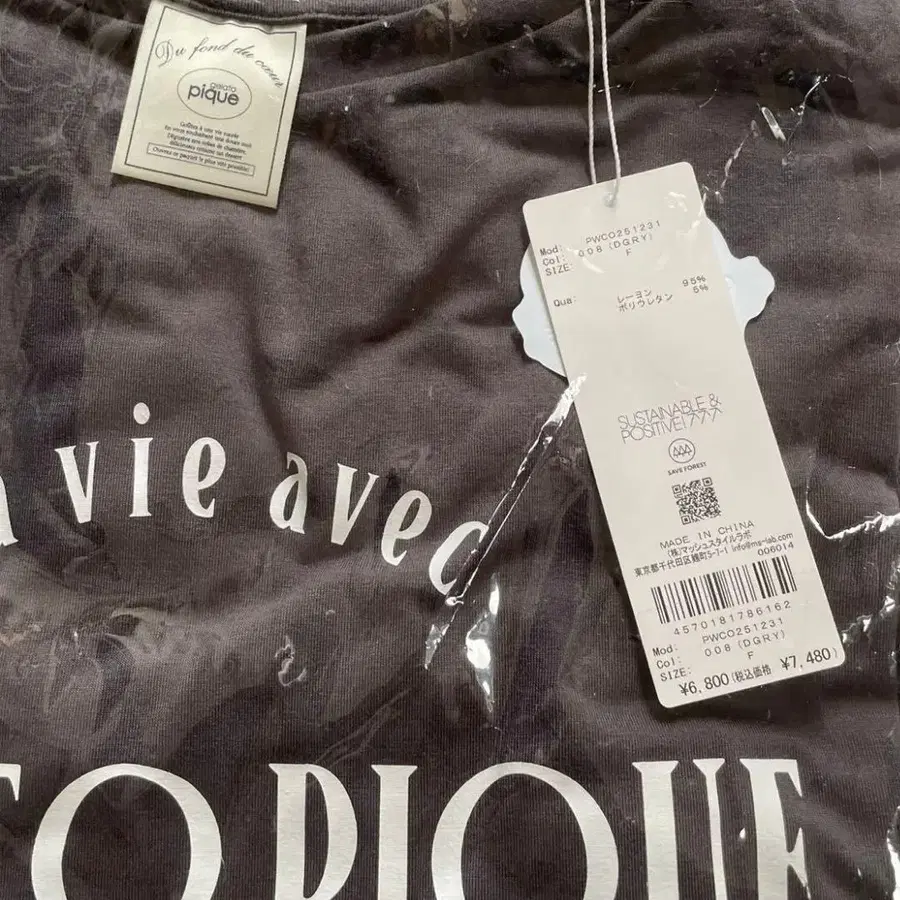 Du fond du cœur
gelato
pique
Mod: PWCO251231
Col: 008 (DGRY)
SIZE: F
Qua: レーヨン 95%
ポリウレタン 5%
SUSTAINABLE &
POSITIVE! 777
SAVE FOREST
MADE IN CHINA
(株)マッシュスタイルラボ info@ms-lab.com
東京都千代田区麹町5-7-1 006014
4570181786162
Mod: PWCO251231
Col: 008 (DGRY)
SIZE: F
¥6,800(税込価格 ¥7,480)
vie avec
TO PIQUE